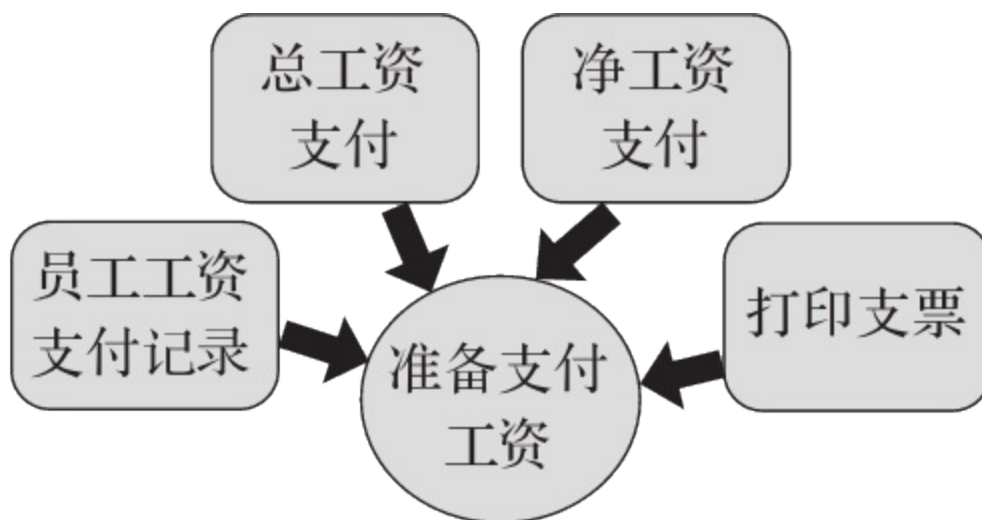 总工资
支付
净工资
支付
员工工资
支付记录
打印支票
准备支付
工资